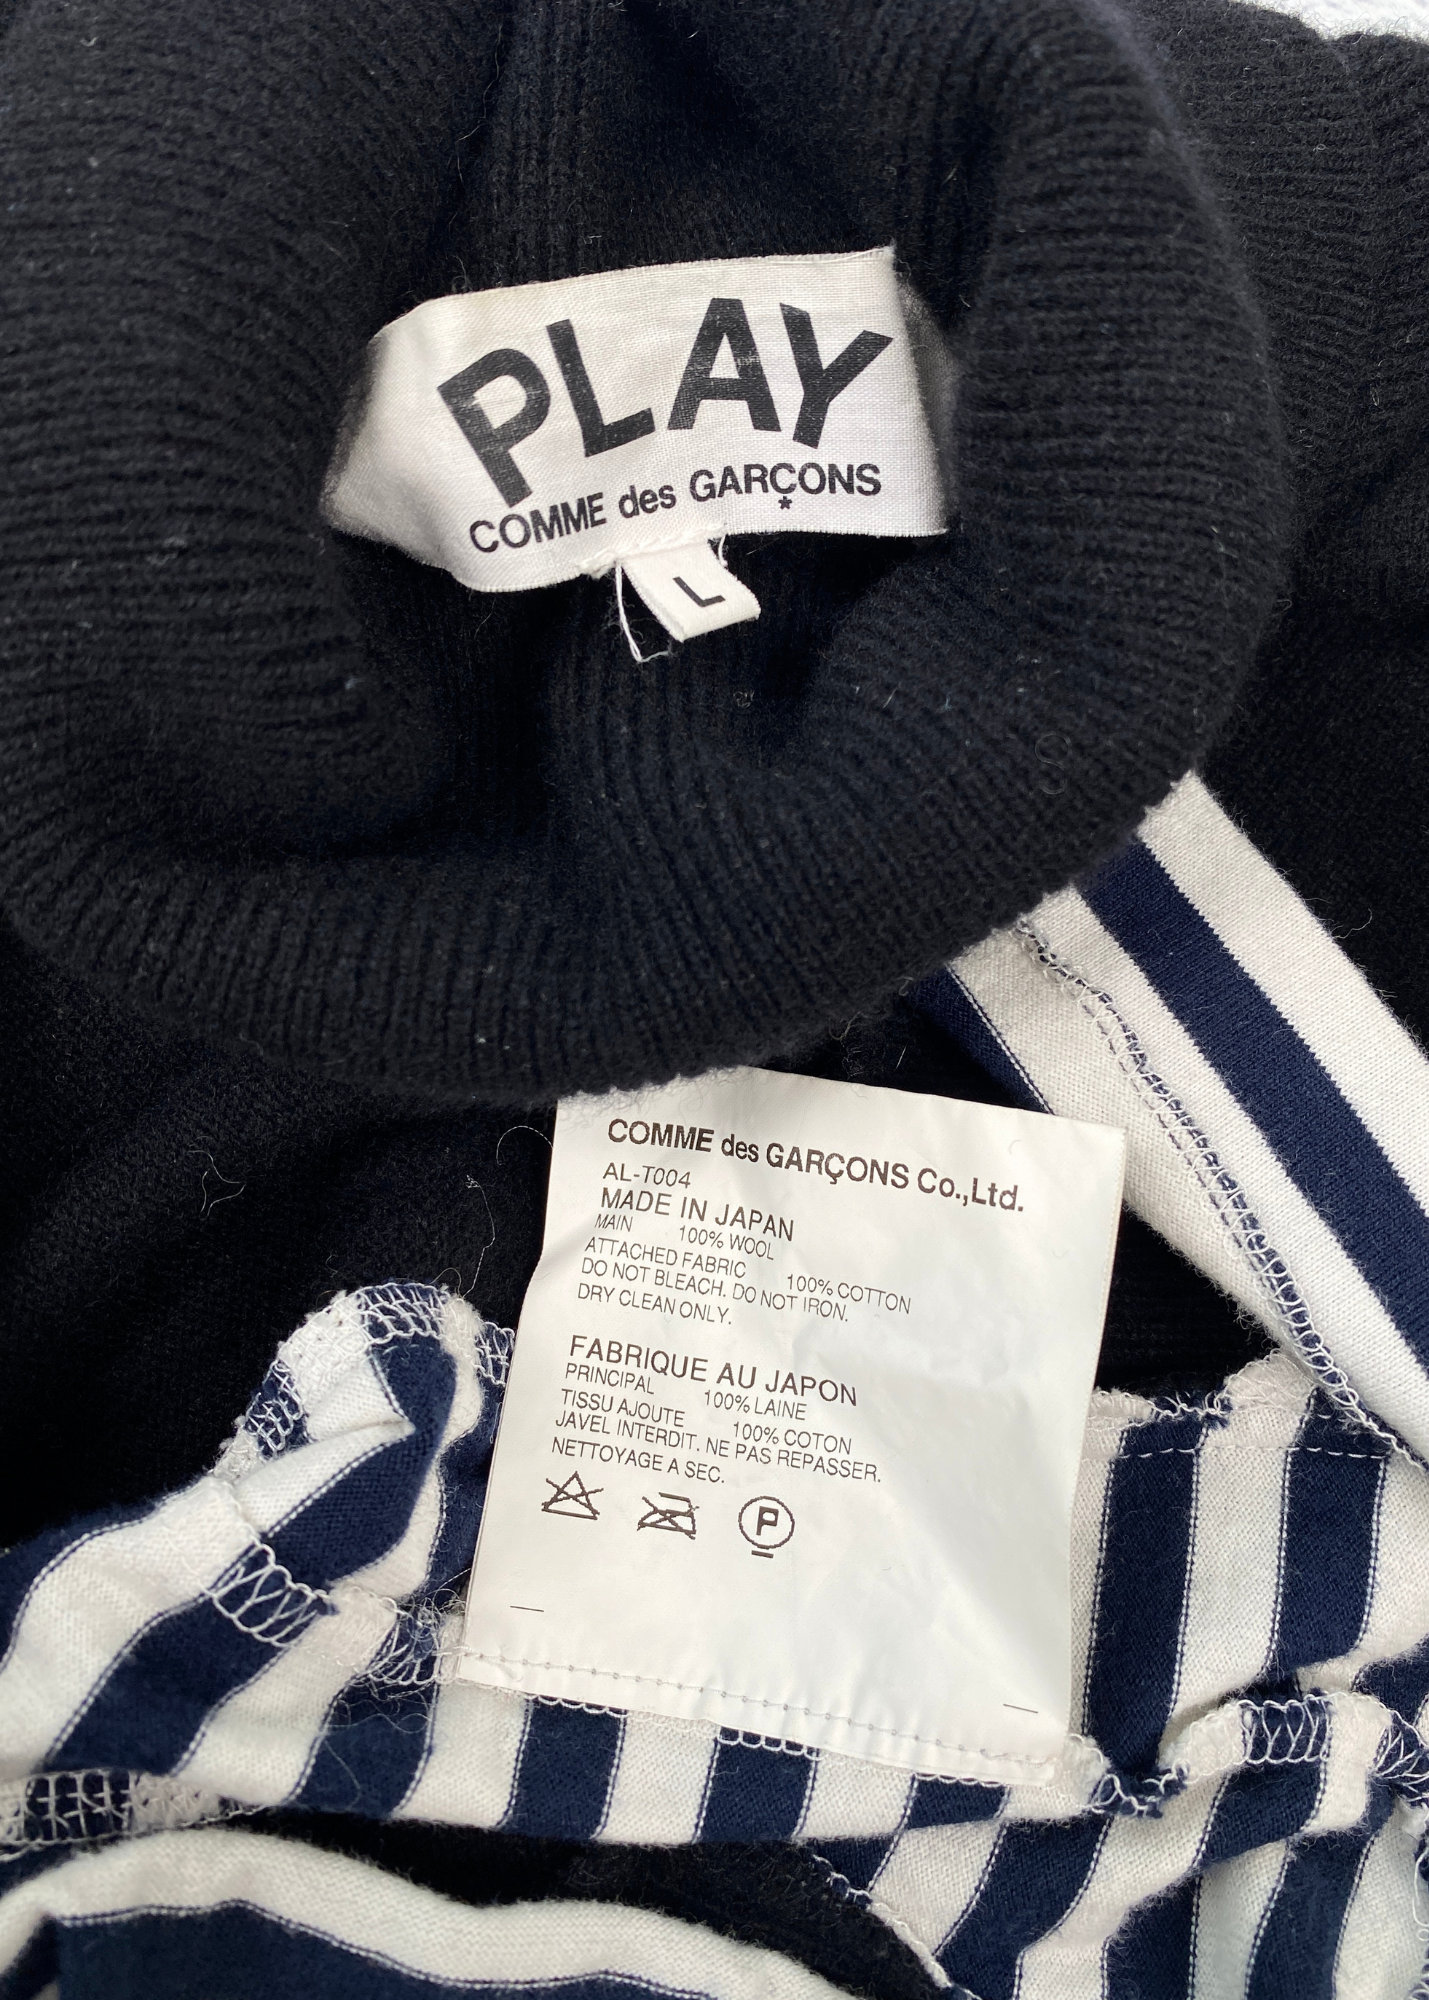 PLAY
COMME des GARÇONS
*
L
COMME des GARÇONS Co.,Ltd.
AL-T004
MADE IN JAPAN
MAIN 100% WOOL
ATTACHED FABRIC 100% COTTON
DO NOT BLEACH. DO NOT IRON.
DRY CLEAN ONLY.
FABRIQUE AU JAPON
PRINCIPAL 100% LAINE
TISSU AJOUTE 100% COTON
JAVEL INTERDIT. NE PAS REPASSER.
NETTOYAGE A SEC.
P